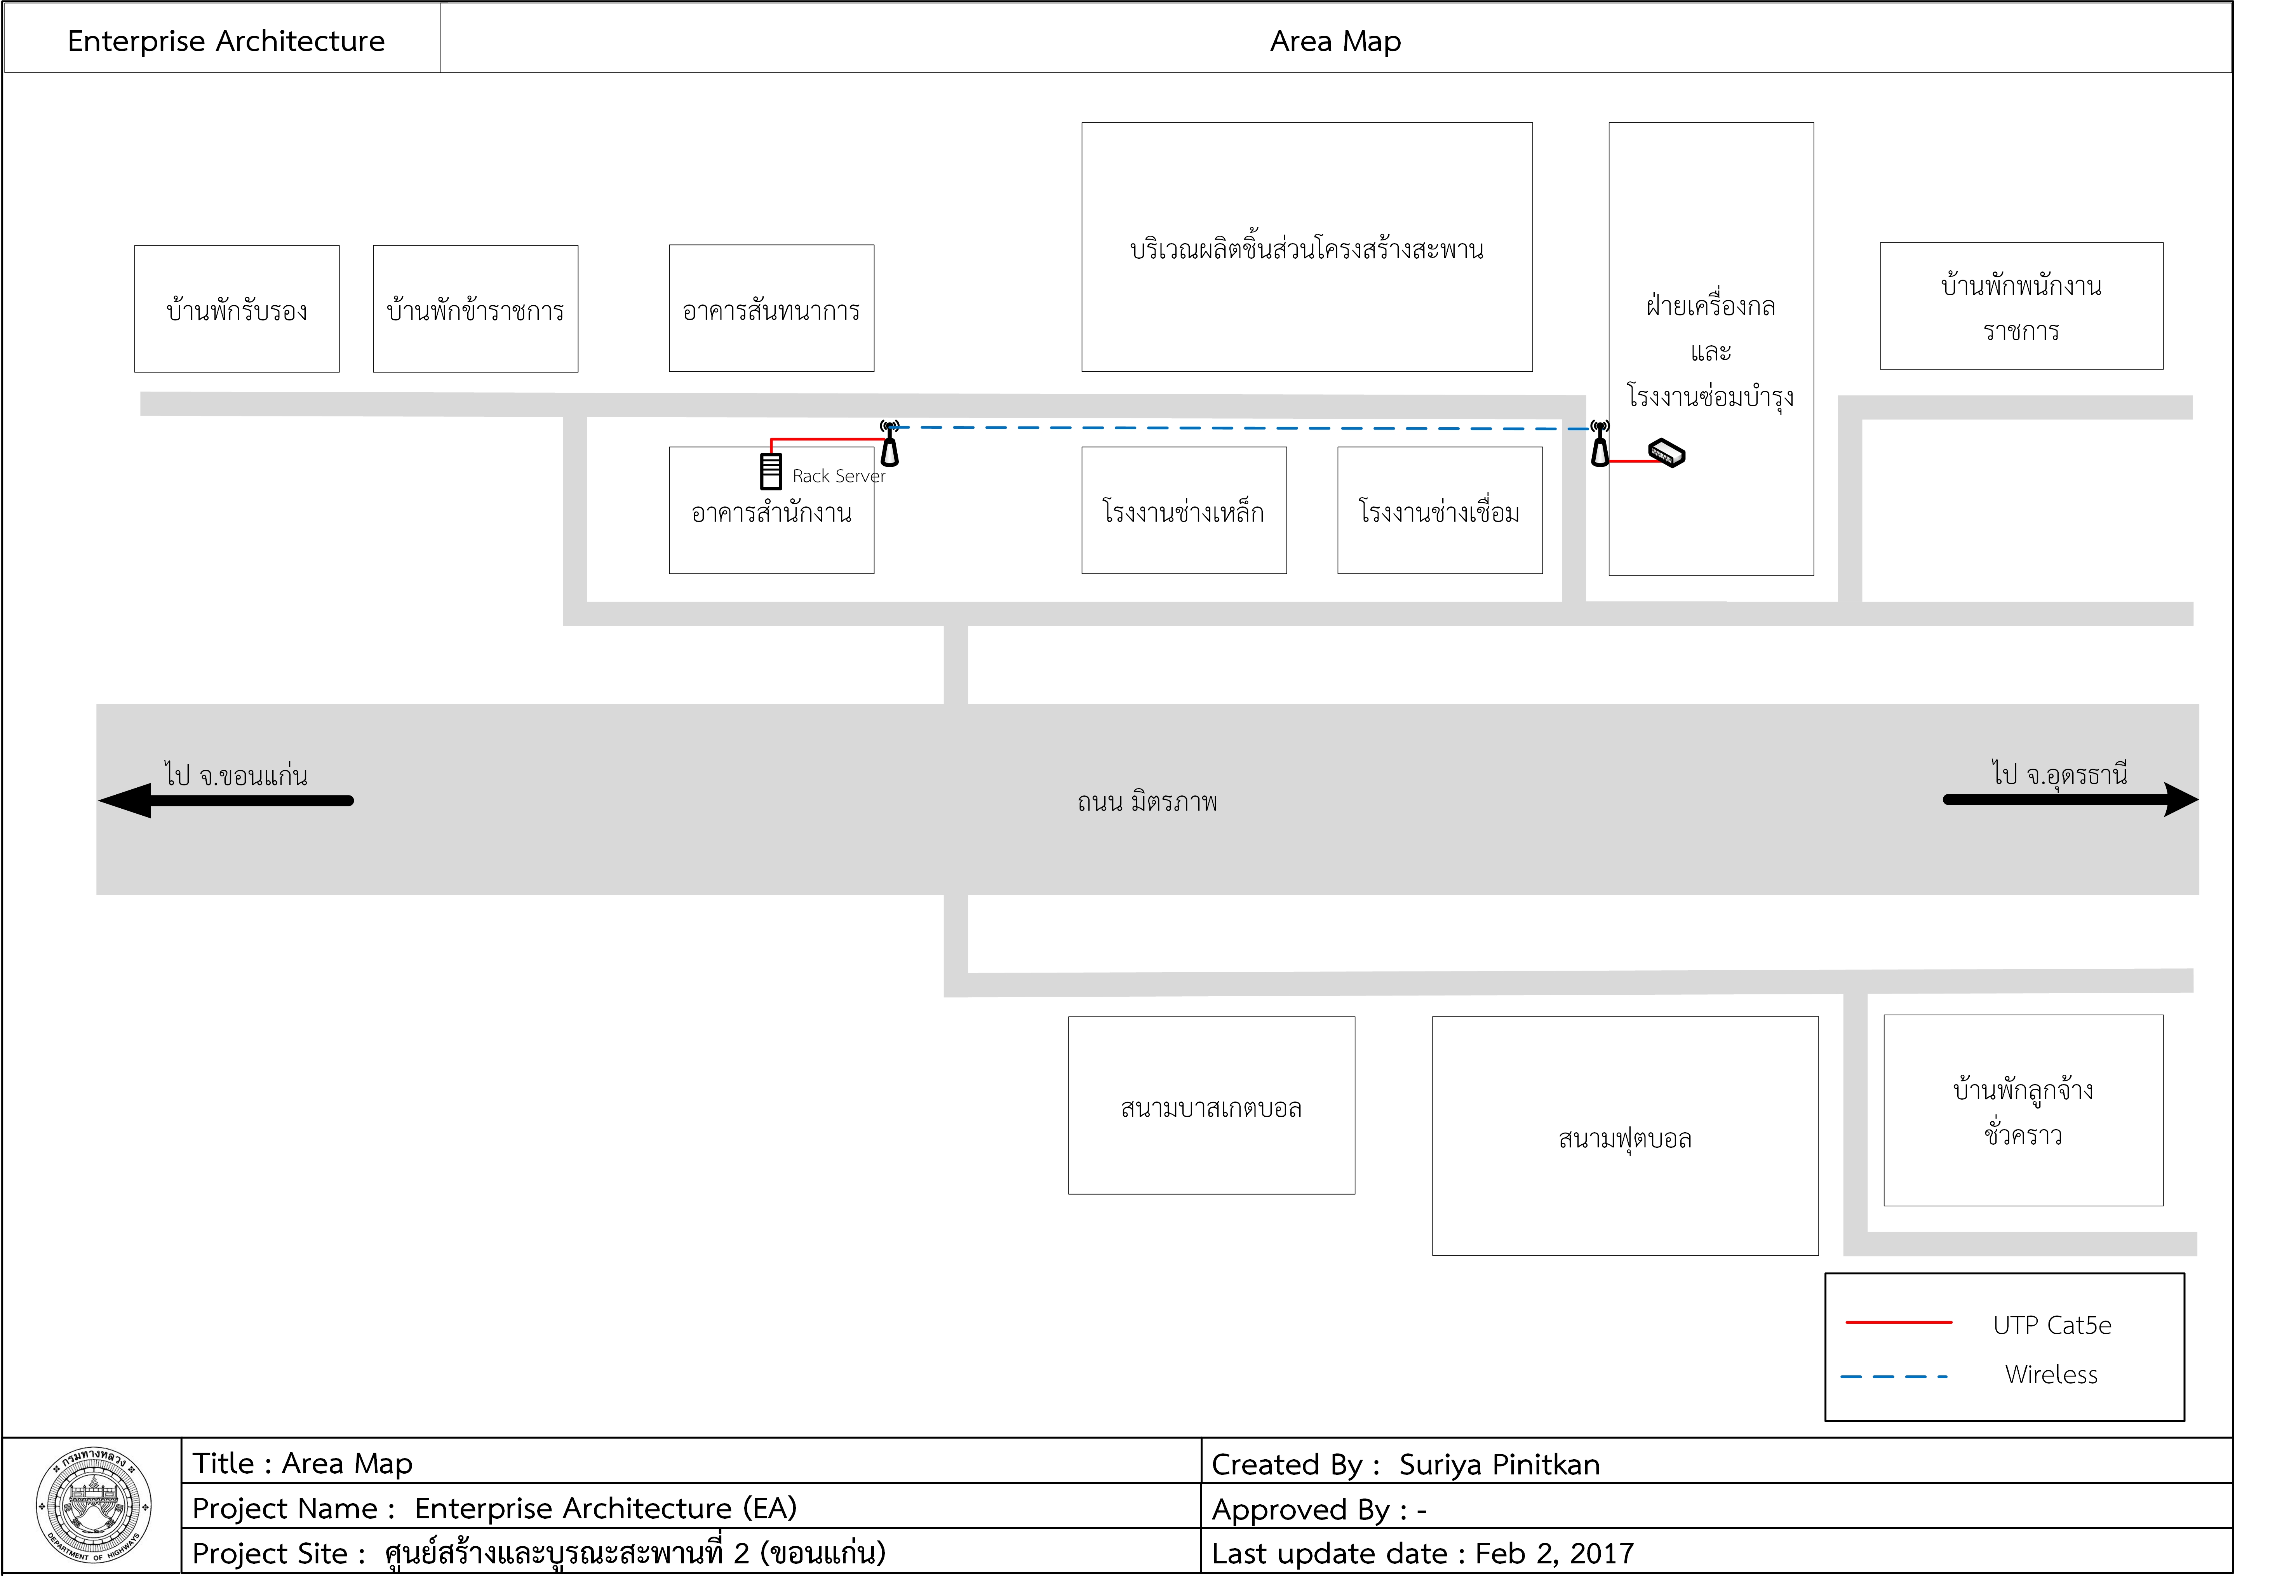 Enterprise Architecture
Area Map
บริเวณผลิตชิ้นส่วนโครงสร้างสะพาน
ฝ่ายเครื่องกล
และ
โรงงานซ่อมบำรุง
บ้านพักพนักงาน
ราชการ
บ้านพักรับรอง
บ้านพักข้าราชการ
อาคารสันทนาการ
Rack Server
อาคารสำนักงาน
โรงงานช่างเหล็ก
โรงงานช่างเชื่อม
ไป จ.ขอนแก่น
ถนน มิตรภาพ
ไป จ.อุดรธานี
สนามบาสเกตบอล
สนามฟุตบอล
บ้านพักลูกจ้าง
ชั่วคราว
UTP Cat5e
Wireless
กรมทางหลวง
DEPARTMENT OF HIGHWAYS
Title : Area Map
Created By : Suriya Pinitkan
Project Name : Enterprise Architecture (EA)
Approved By : -
Project Site : ศูนย์สร้างและบูรณะสะพานที่ 2 (ขอนแก่น)
Last update date : Feb 2, 2017